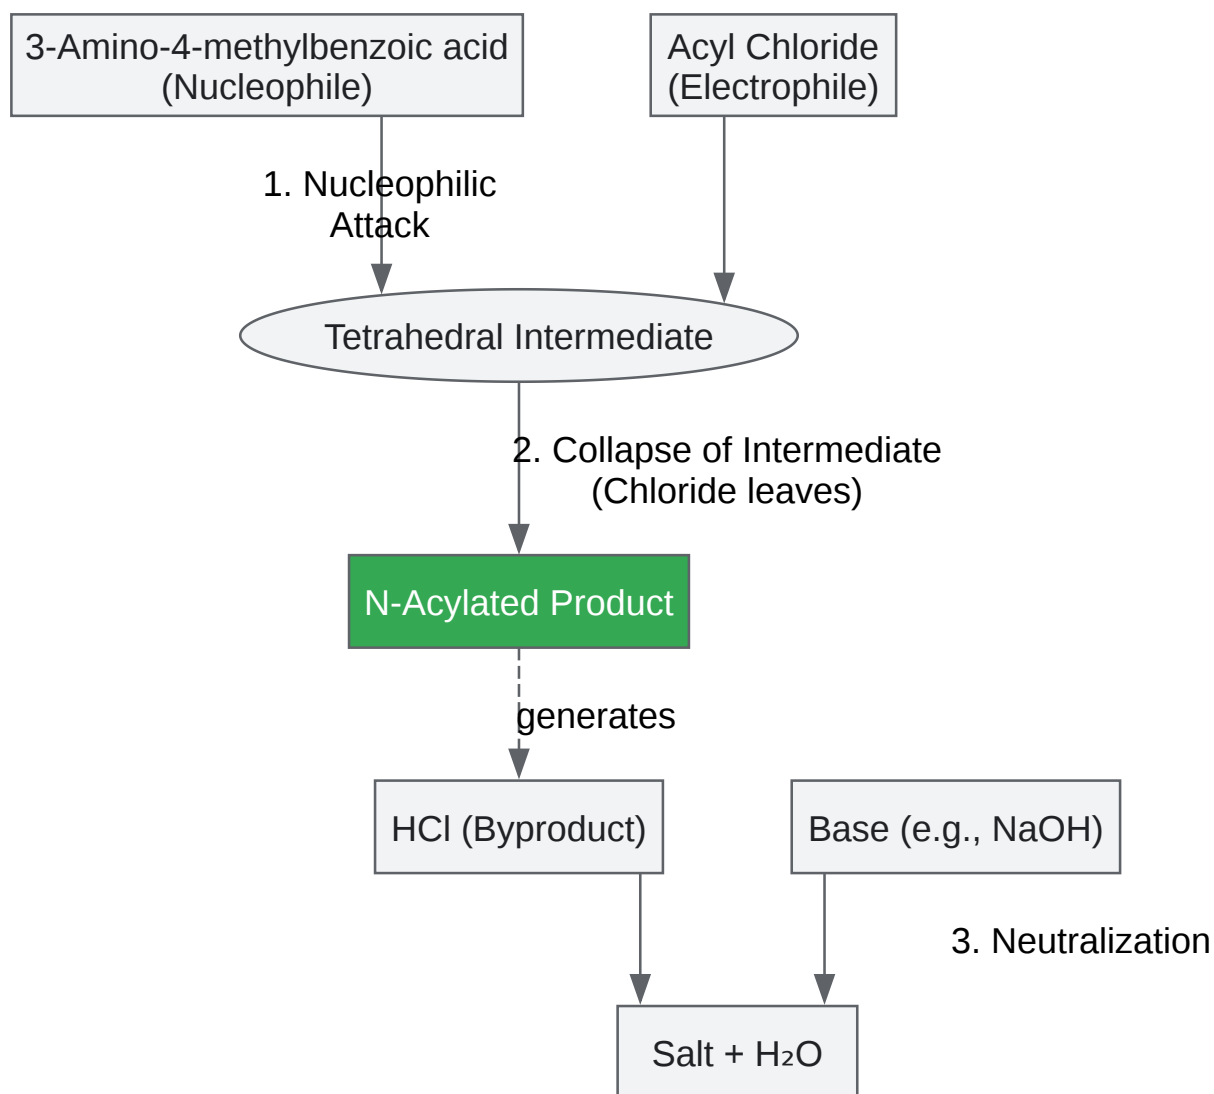 3-Amino-4-methylbenzoic acid
(Nucleophile)
Acyl Chloride
(Electrophile)
1. Nucleophilic
Attack
Tetrahedral Intermediate
2. Collapse of Intermediate
(Chloride leaves)
N-Acylated Product
generates
HCl (Byproduct)
Base (e.g., NaOH)
3. Neutralization
Salt + H₂O